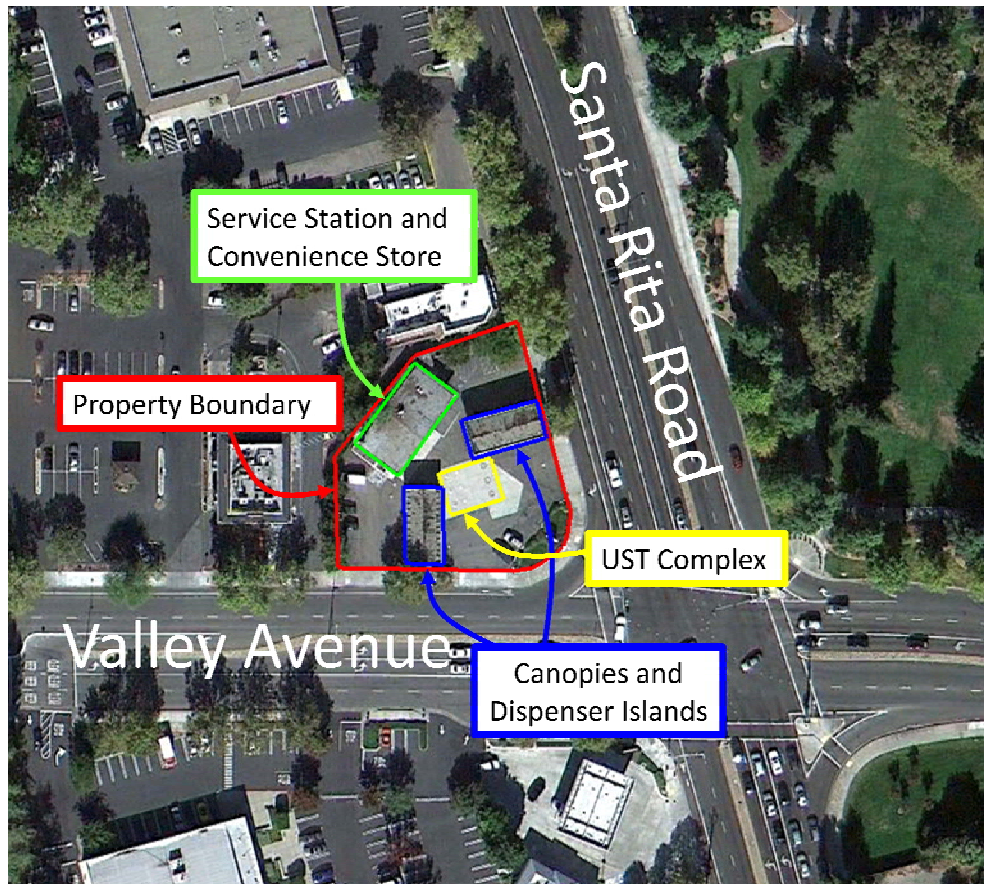 Santa Rita Road
Service Station and
Convenience Store
Property Boundary
UST Complex
Valley Avenue
Canopies and
Dispenser Islands